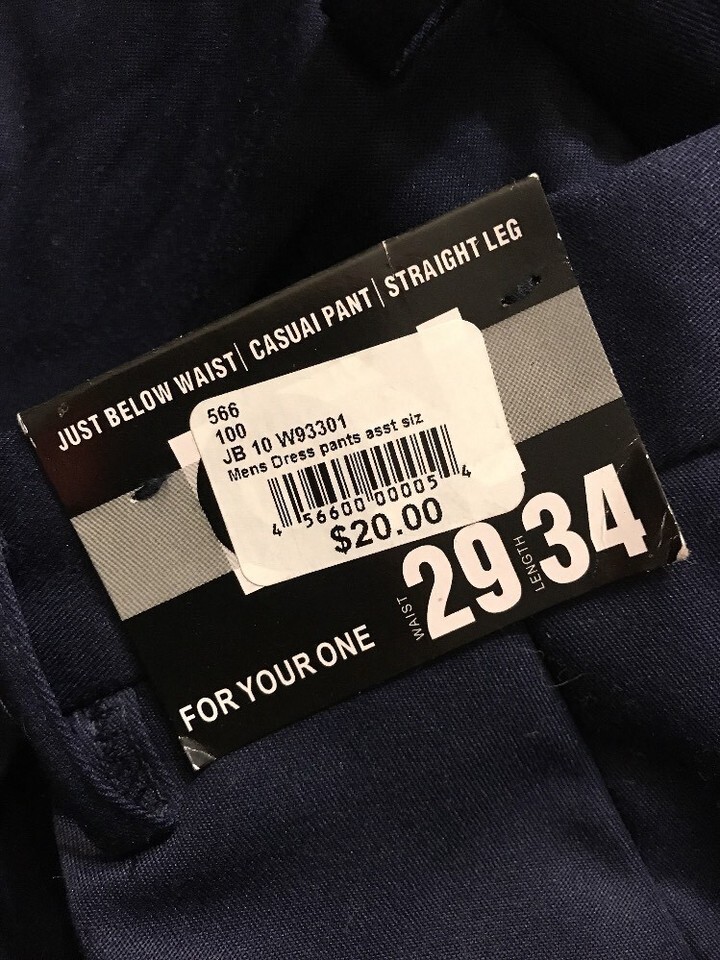 JUST BELOW WAIST| CASUAI PANT| STRAIGHT LEG
566
100
JB 10 W93301
Mens Dress pants asst siz
4 56600 00005 4
$20.00
WAIST 29 LENGTH 34
FOR YOUR ONE